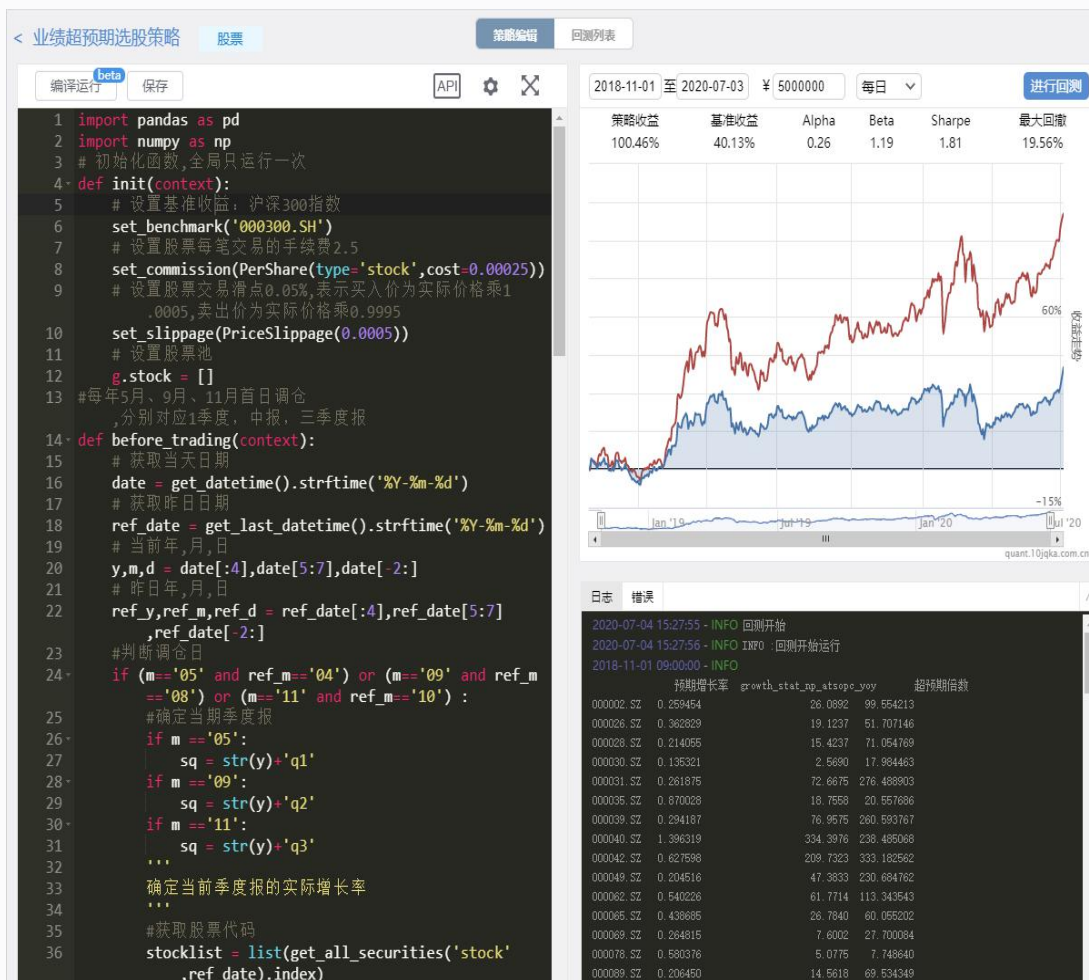 < 业绩超预期选股策略 股票 策略编辑 回测列表
编译运行 beta 保存 API
1 import pandas as pd
2 import numpy as np
3 # 初始化函数,全局只运行一次
4 def init(context):
5 # 设置基准收益：沪深300指数
6 set_benchmark('000300.SH')
7 # 设置股票每笔交易的手续费2.5
8 set_commission(PerShare(type='stock',cost=0.00025))
9 # 设置股票交易滑点0.05%,表示买入价为实际价格乘1
.0005,卖出价为实际价格乘0.9995
10 set_slippage(PriceSlippage(0.0005))
11 # 设置股票池
12 g.stock = []
13 #每年5月、9月、11月首日调仓
,分别对应1季度，中报，三季度报
14 def before_trading(context):
15 # 获取当天日期
16 date = get_datetime().strftime('%Y-%m-%d')
17 # 获取昨日日期
18 ref_date = get_last_datetime().strftime('%Y-%m-%d')
19 # 当前年,月,日
20 y,m,d = date[:4],date[5:7],date[-2:]
21 # 昨日年,月,日
22 ref_y,ref_m,ref_d = ref_date[:4],ref_date[5:7]
,ref_date[-2:]
23 #判断调仓日
24 if (m=='05' and ref_m=='04') or (m=='09' and ref_m
=='08') or (m=='11' and ref_m=='10') :
25 #确定当期季度报
26 if m =='05':
27 sq = str(y)+'q1'
28 if m =='09':
29 sq = str(y)+'q2'
30 if m =='11':
31 sq = str(y)+'q3'
32 '''
33 确定当前季度报的实际增长率
34 '''
35 #获取股票代码
36 stocklist = list(get_all_securities('stock'
,ref_date).index)
2018-11-01 至 2020-07-03 ¥ 5000000 每日 进行回测
策略收益 基准收益 Alpha Beta Sharpe 最大回撤
100.46% 40.13% 0.26 1.19 1.81 19.56%
60%
收益走势
-15%
Jan '19 Jul '19 Jan '20 Jul '20
quant.10jqka.com.cn
日志 错误
2020-07-04 15:27:55 - INFO 回测开始
2020-07-04 15:27:56 - INFO INFO :回测开始运行
2018-11-01 09:00:00 - INFO
预期增长率 growth_stat_np_atsopc_yoy 超预期倍数
000002.SZ 0.259454 26.0892 99.554213
000026.SZ 0.362829 19.1237 51.707146
000028.SZ 0.214055 15.4237 71.054769
000030.SZ 0.135321 2.5690 17.984463
000031.SZ 0.261875 72.6675 276.488903
000035.SZ 0.870028 18.7558 20.557686
000039.SZ 0.294187 76.9575 260.593767
000040.SZ 1.396319 334.3976 238.485068
000042.SZ 0.627598 209.7323 333.182562
000049.SZ 0.204516 47.3833 230.684762
000062.SZ 0.540226 61.7714 113.343543
000065.SZ 0.438685 26.7840 60.055202
000069.SZ 0.264815 7.6002 27.700084
000078.SZ 0.580376 5.0775 7.748640
000089.SZ 0.206450 14.5618 69.534349